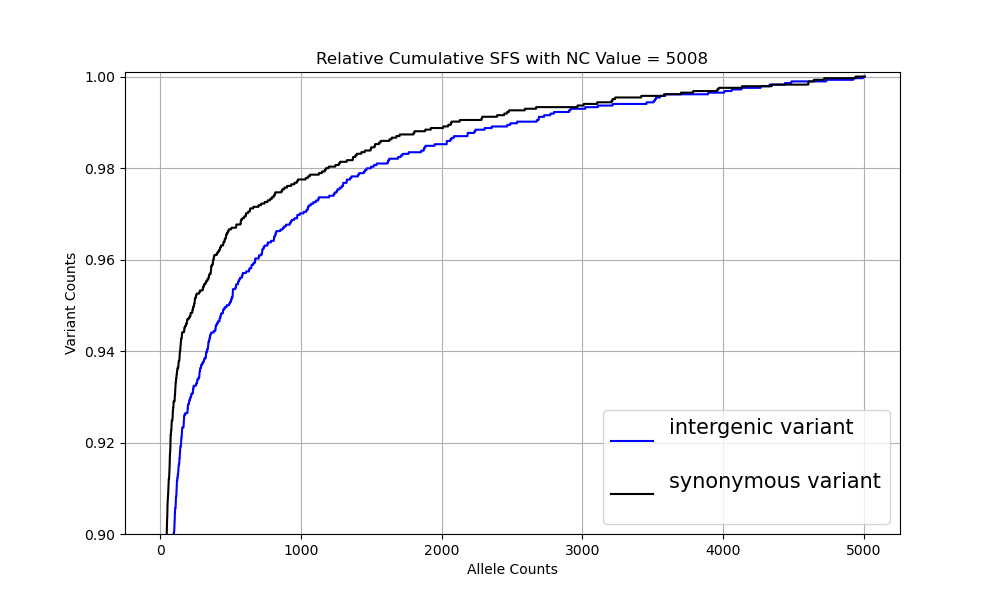 Relative Cumulative SFS with NC Value = 5008
1.00
0.98
0.96
0.94
0.92
0.90
Variant Counts
intergenic variant
synonymous variant
0 1000 2000 3000 4000 5000
Allele Counts